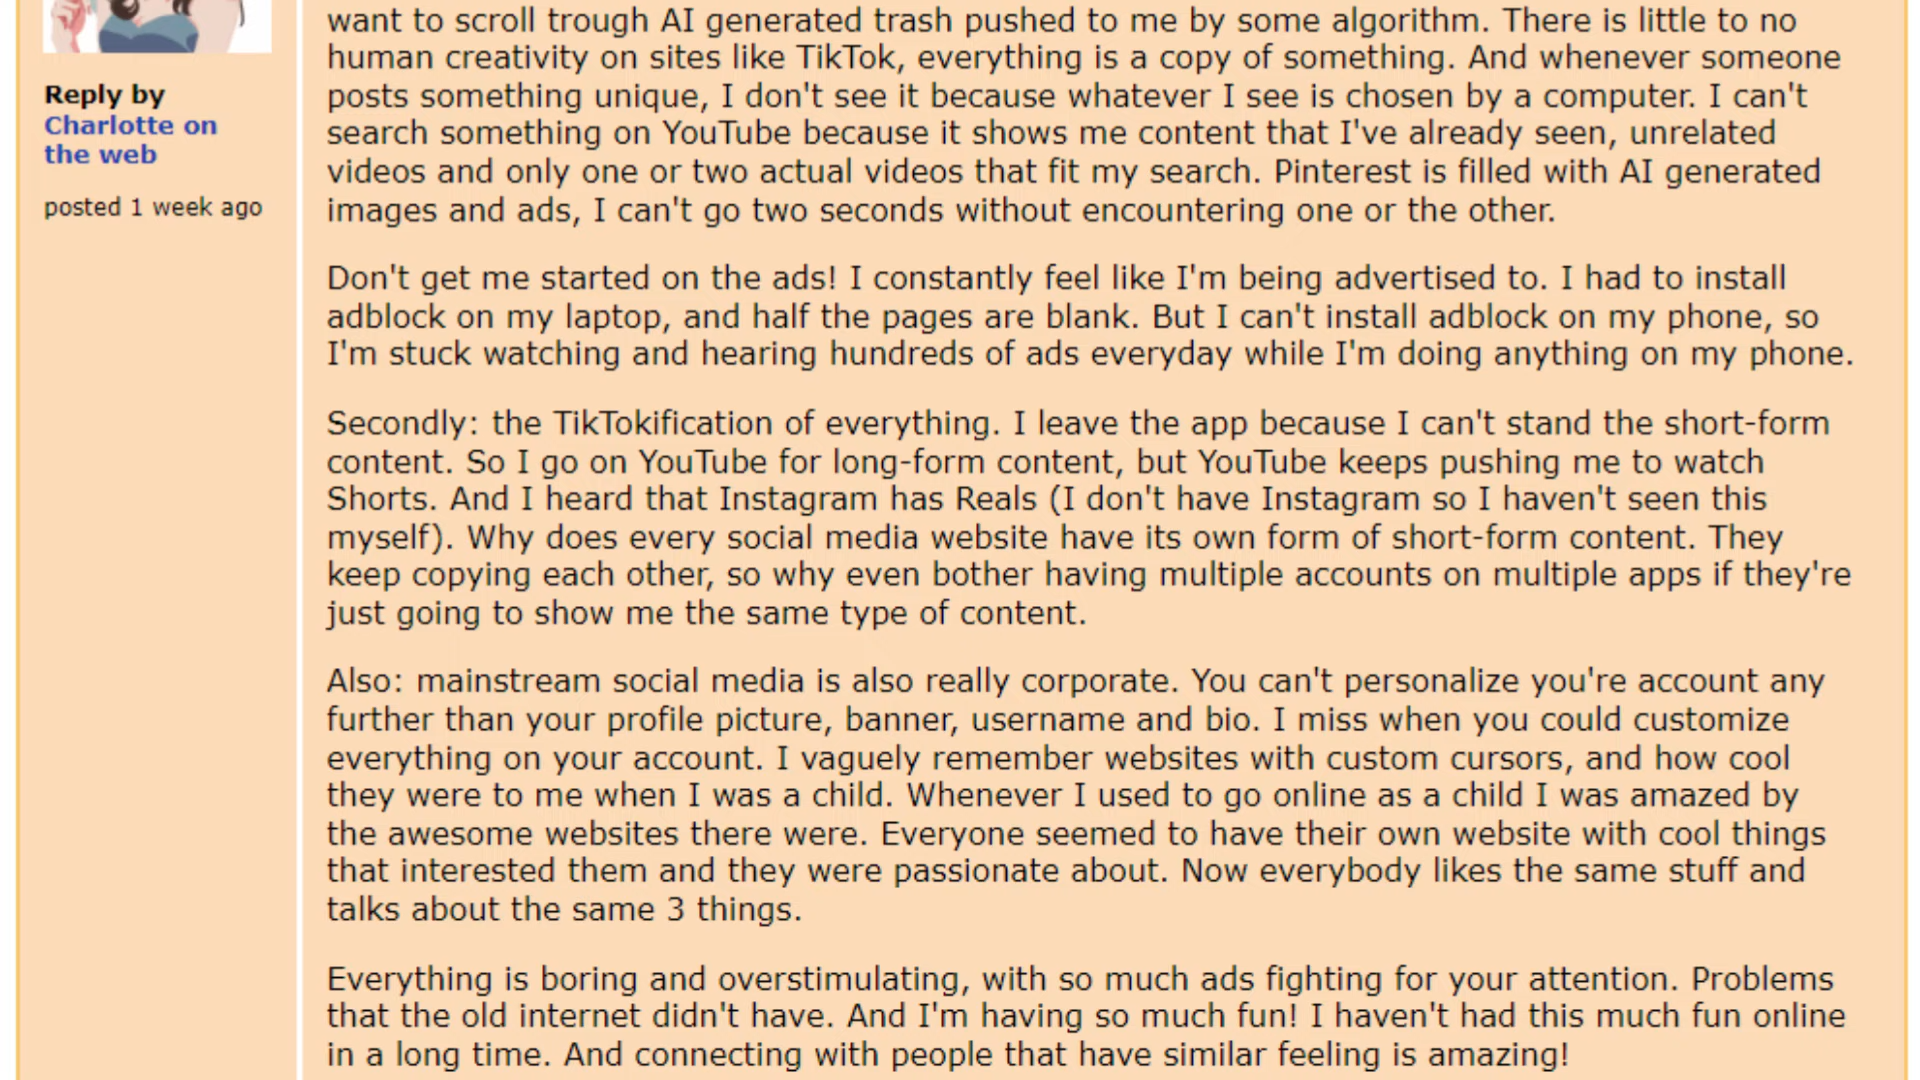 want to scroll trough AI generated trash pushed to me by some algorithm. There is little to no
human creativity on sites like TikTok, everything is a copy of something. And whenever someone
posts something unique, I don't see it because whatever I see is chosen by a computer. I can't
search something on YouTube because it shows me content that I've already seen, unrelated
videos and only one or two actual videos that fit my search. Pinterest is filled with AI generated
images and ads, I can't go two seconds without encountering one or the other.
Don't get me started on the ads! I constantly feel like I'm being advertised to. I had to install
adblock on my laptop, and half the pages are blank. But I can't install adblock on my phone, so
I'm stuck watching and hearing hundreds of ads everyday while I'm doing anything on my phone.
Secondly: the TikTokification of everything. I leave the app because I can't stand the short-form
content. So I go on YouTube for long-form content, but YouTube keeps pushing me to watch
Shorts. And I heard that Instagram has Reals (I don't have Instagram so I haven't seen this
myself). Why does every social media website have its own form of short-form content. They
keep copying each other, so why even bother having multiple accounts on multiple apps if they're
just going to show me the same type of content.
Also: mainstream social media is also really corporate. You can't personalize you're account any
further than your profile picture, banner, username and bio. I miss when you could customize
everything on your account. I vaguely remember websites with custom cursors, and how cool
they were to me when I was a child. Whenever I used to go online as a child I was amazed by
the awesome websites there were. Everyone seemed to have their own website with cool things
that interested them and they were passionate about. Now everybody likes the same stuff and
talks about the same 3 things.
Everything is boring and overstimulating, with so much ads fighting for your attention. Problems
that the old internet didn't have. And I'm having so much fun! I haven't had this much fun online
in a long time. And connecting with people that have similar feeling is amazing!
Reply by
Charlotte on
the web
posted 1 week ago